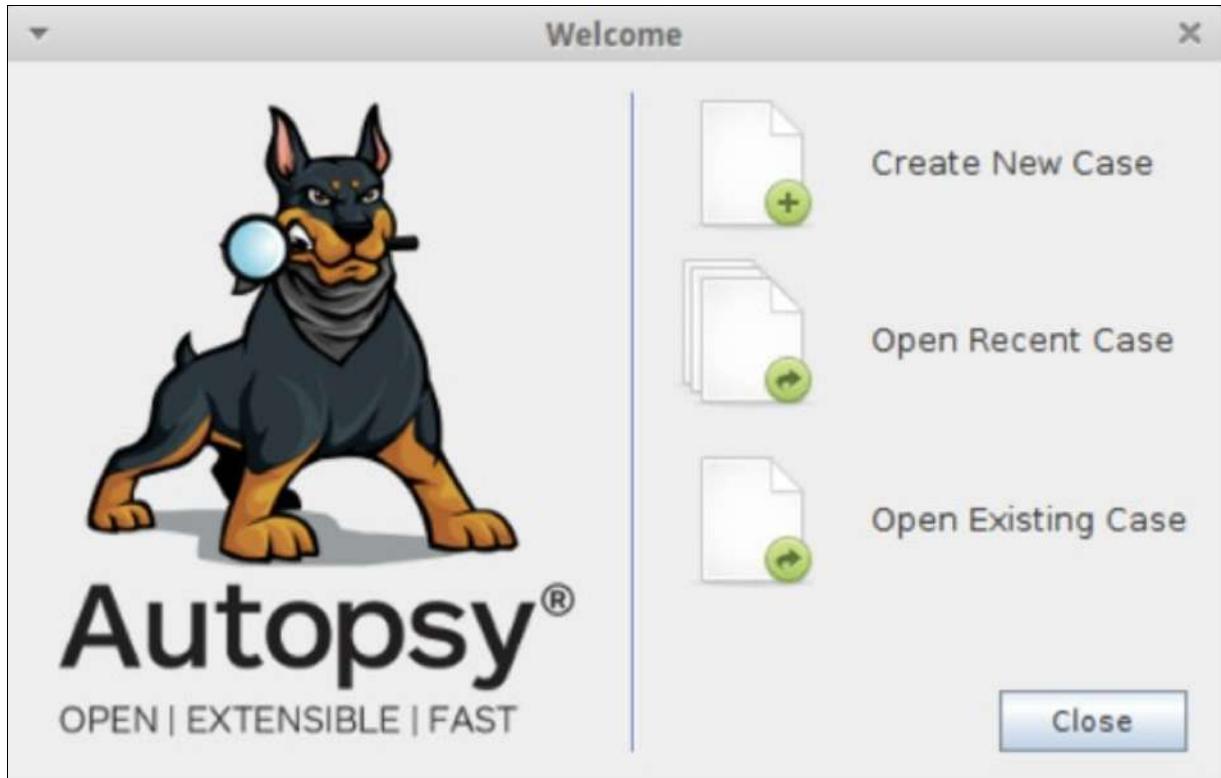 Welcome
Create New Case
Open Recent Case
Open Existing Case
Autopsy®
OPEN | EXTENSIBLE | FAST
Close